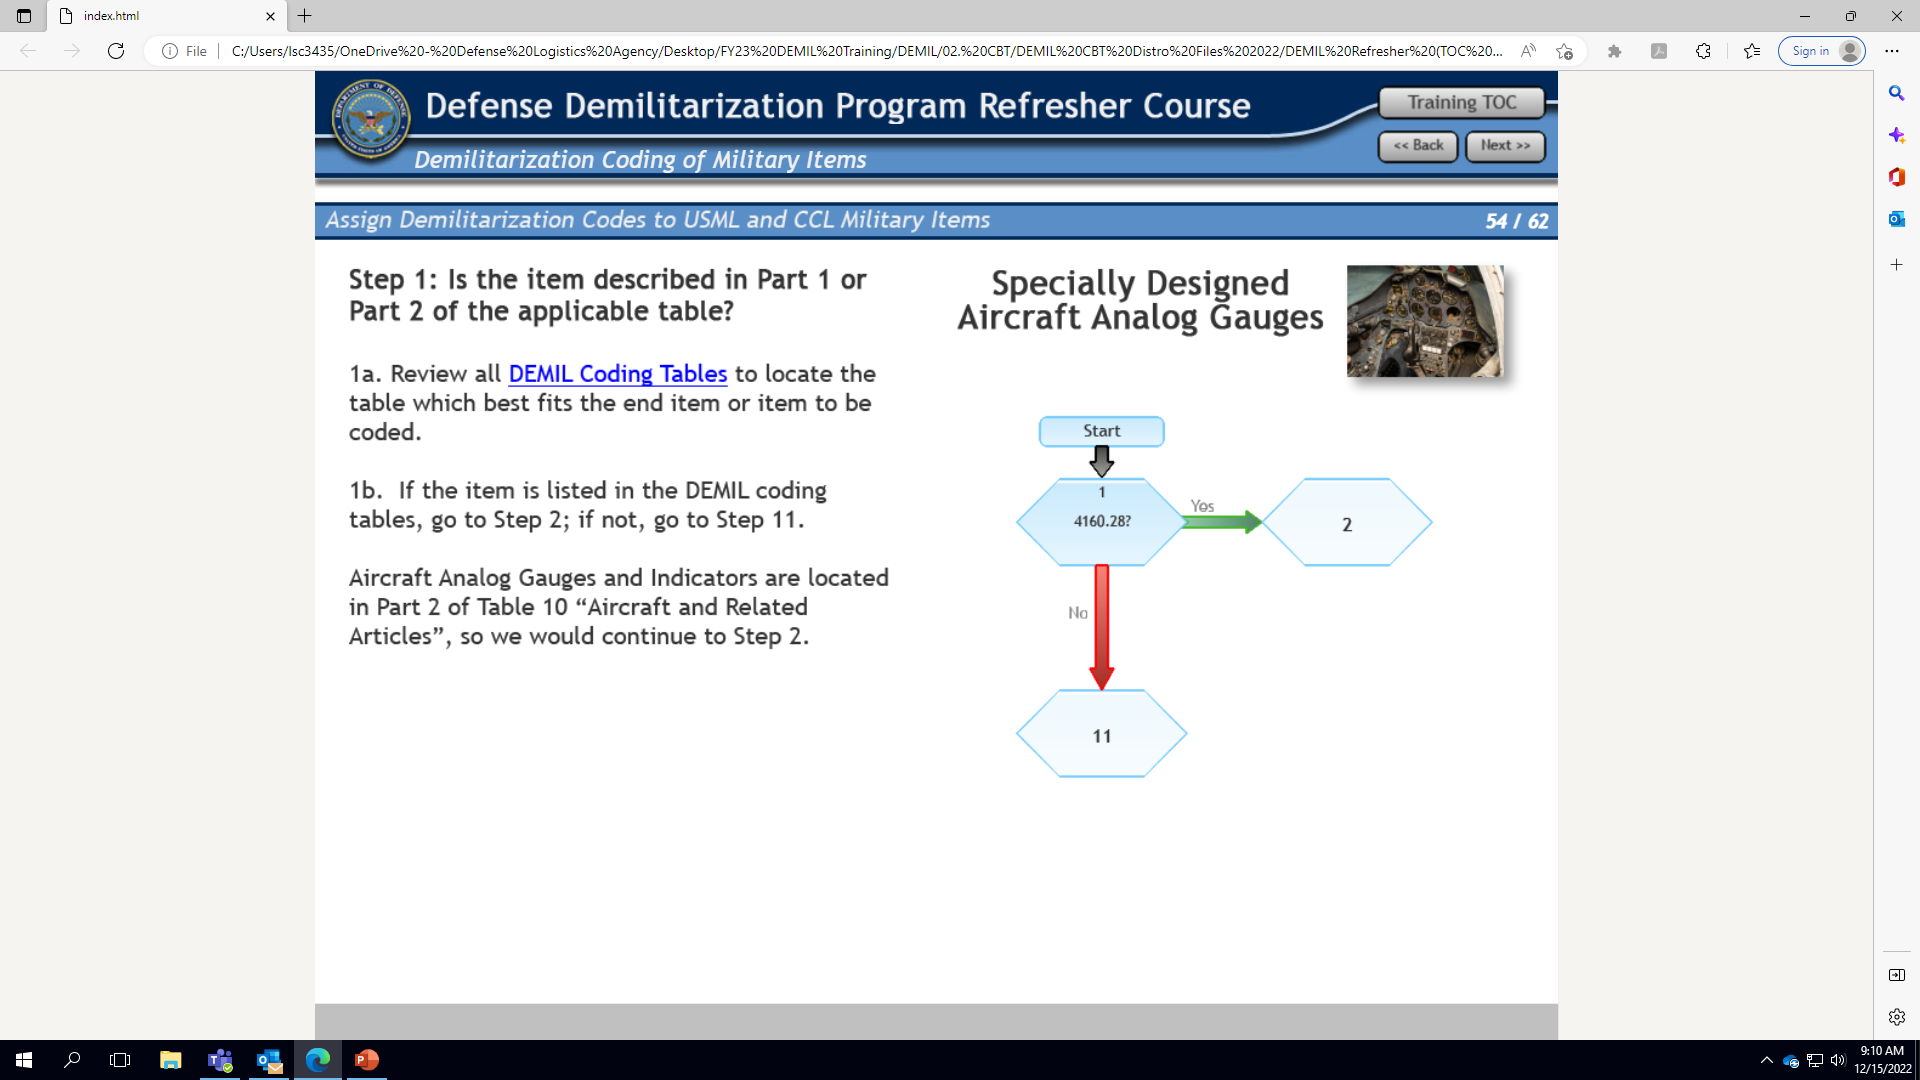 index.html
File
C:/Users/lsc3435/OneDrive%20-%20Defense%20Logistics%20Agency/Desktop/FY23%20DEMIL%20Training/DEMIL/02.%20CBT/DEMIL%20CBT%20Distro%20Files%202022/DEMIL%20Refresher%20(TOC%20...
Sign in
Defense Demilitarization Program Refresher Course
Training TOC
<< Back
Next >>
Demilitarization Coding of Military Items
Assign Demilitarization Codes to USML and CCL Military Items
54 / 62
Step 1: Is the item described in Part 1 or
Part 2 of the applicable table?
1a. Review all DEMIL Coding Tables to locate the
table which best fits the end item or item to be
coded.
1b.  If the item is listed in the DEMIL coding
tables, go to Step 2; if not, go to Step 11.
Aircraft Analog Gauges and Indicators are located
in Part 2 of Table 10 “Aircraft and Related
Articles”, so we would continue to Step 2.
Specially Designed
Aircraft Analog Gauges
Start
1
4160.28?
Yes
2
No
11
9:10 AM
12/15/2022